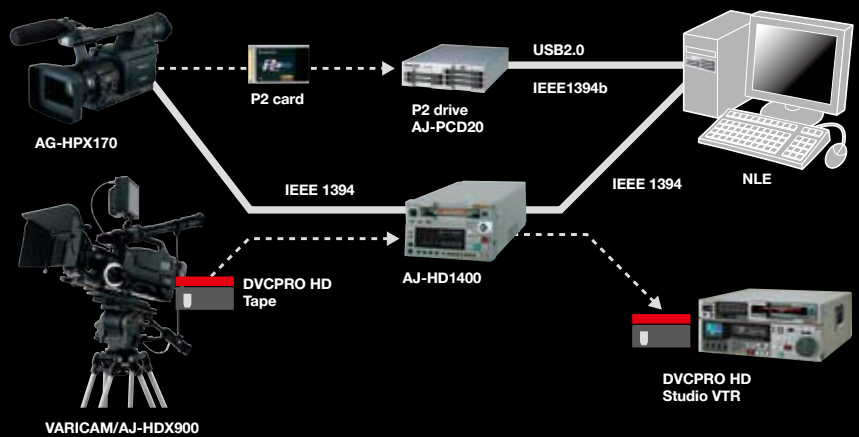 USB2.0
P2 card
P2 drive
AJ-PCD20
IEEE1394b
AG-HPX170
NLE
IEEE 1394
IEEE 1394
AJ-HD1400
DVCPRO HD
Tape
DVCPRO HD
Studio VTR
VARICAM/AJ-HDX900